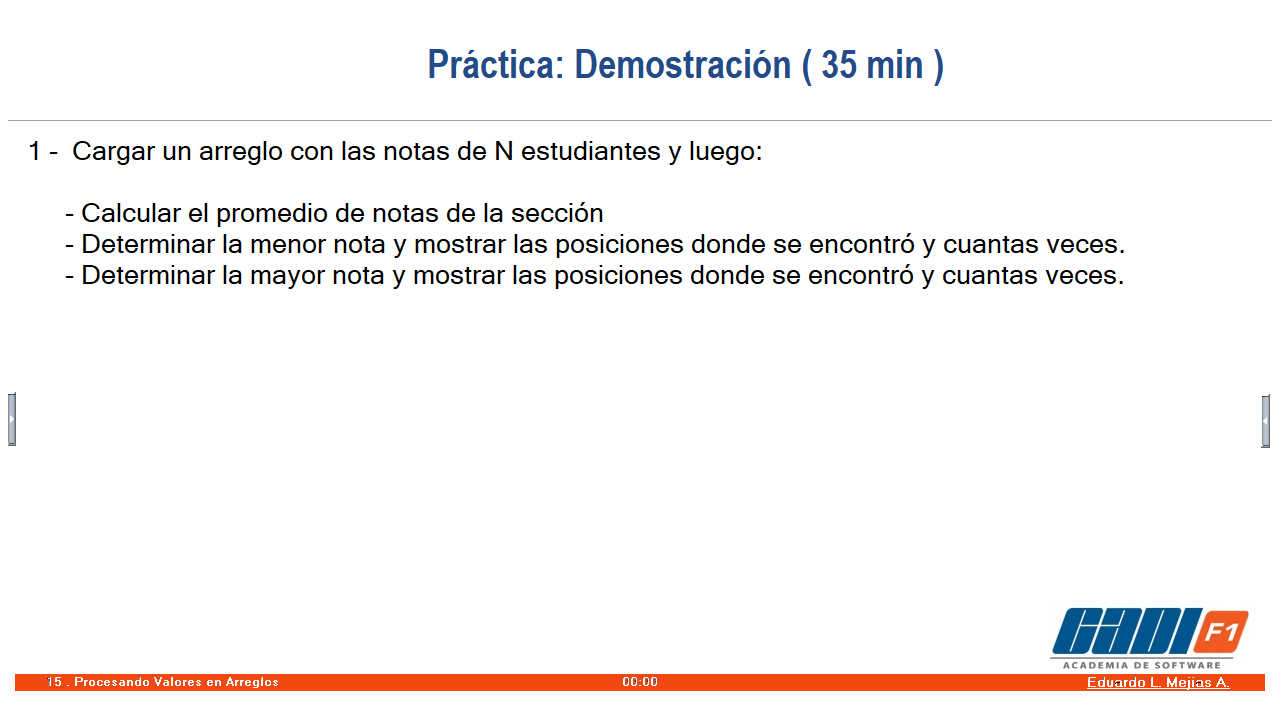 Práctica: Demostración ( 35 min )
1 - Cargar un arreglo con las notas de N estudiantes y luego:
- Calcular el promedio de notas de la sección
- Determinar la menor nota y mostrar las posiciones donde se encontró y cuantas veces.
- Determinar la mayor nota y mostrar las posiciones donde se encontró y cuantas veces.
CADI F1
ACADEMIA DE SOFTWARE
15 . Procesando Valores en Arreglos 00:00 Eduardo L. Mejias A.